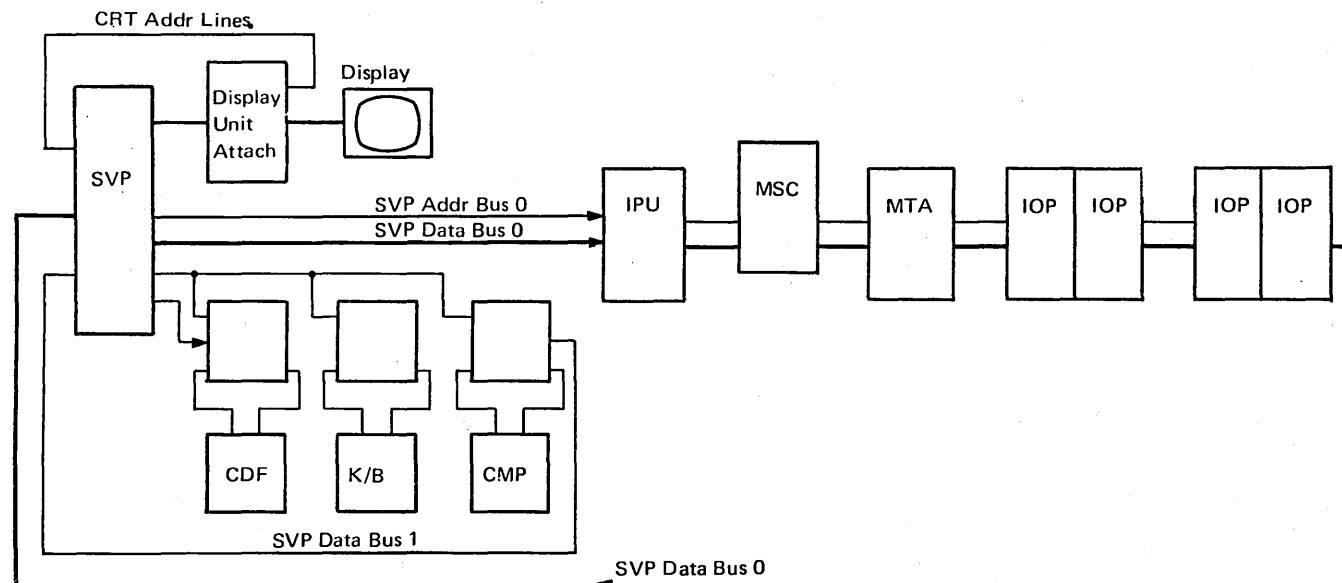 CRT Addr Lines
Display
Display
Unit
Attach
SVP
SVP Addr Bus 0
SVP Data Bus 0
IPU
MSC
MTA
IOP
IOP
IOP
IOP
CDF
K/B
CMP
SVP Data Bus 1
SVP Data Bus 0